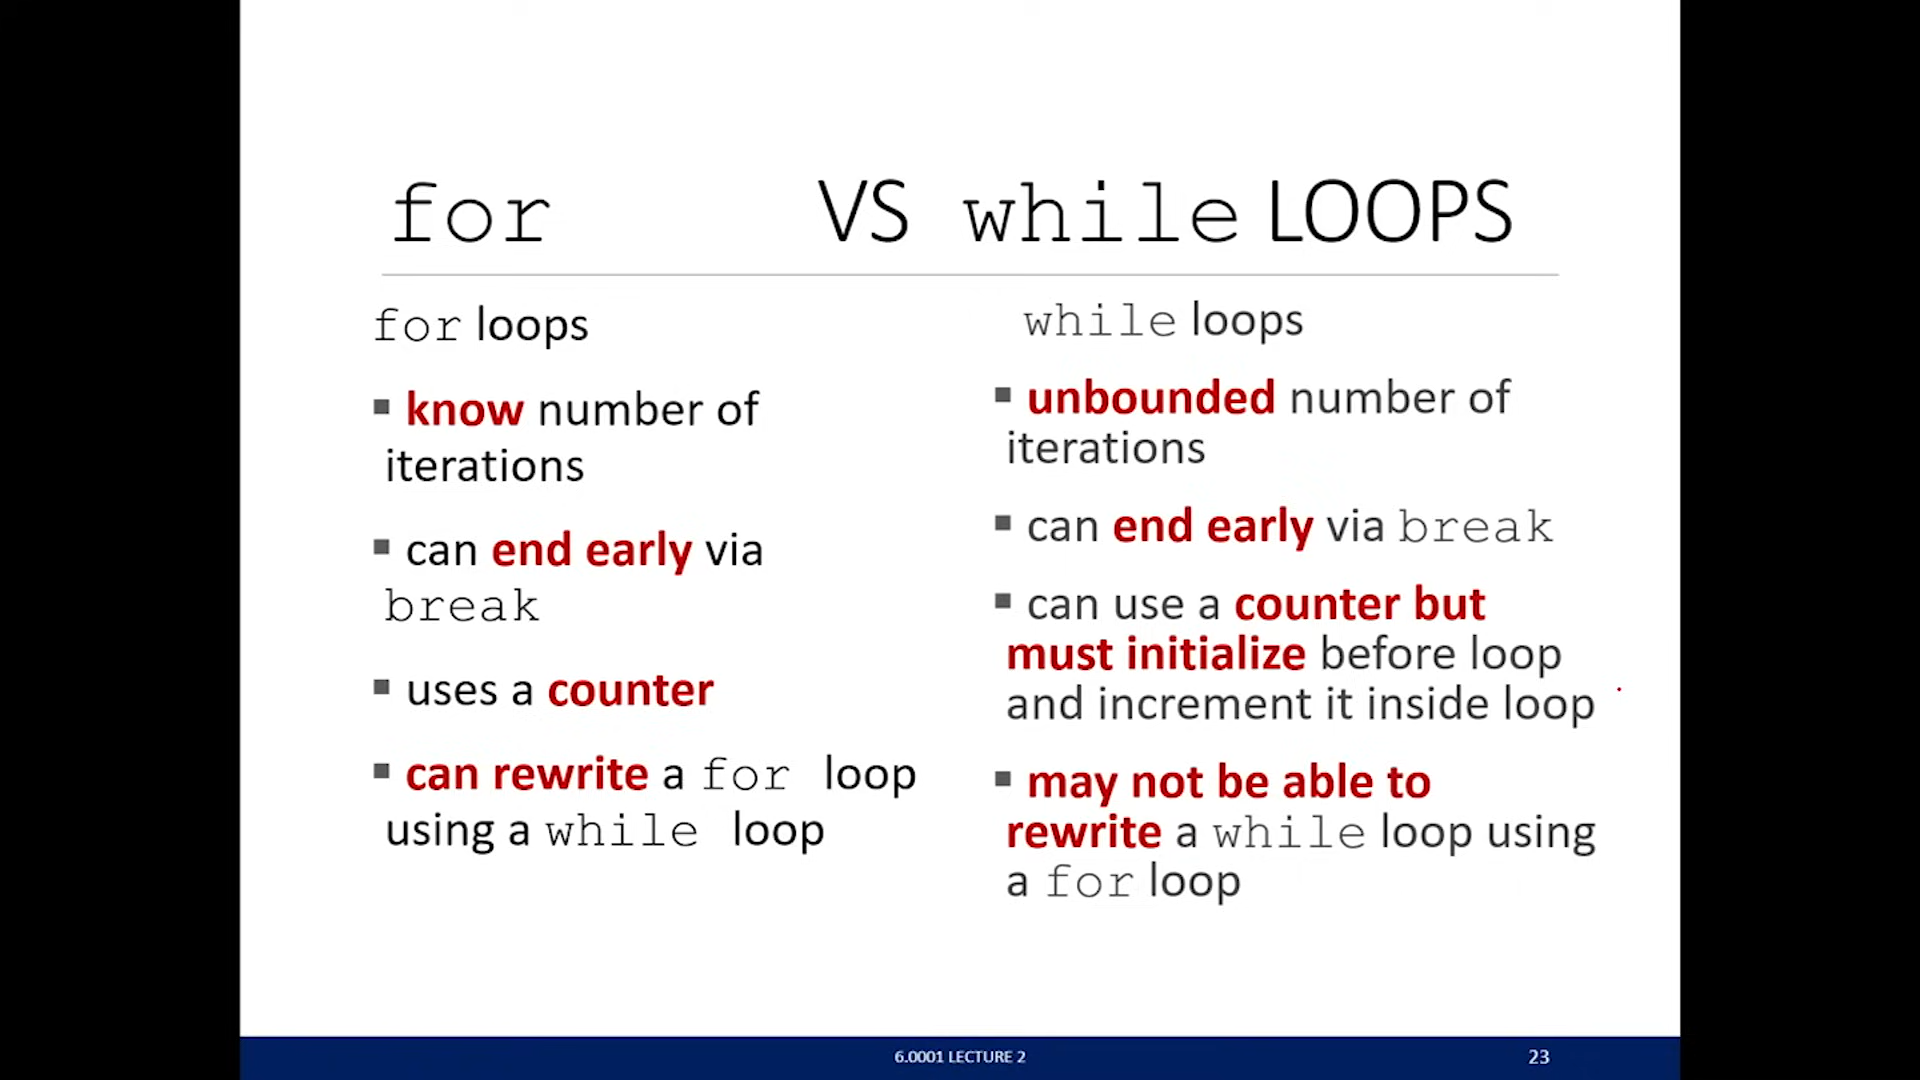 for VS while LOOPS
for loops
▪ know number of
iterations
▪ can end early via
break
▪ uses a counter
▪ can rewrite a for loop
using a while loop
while loops
▪ unbounded number of
iterations
▪ can end early via break
▪ can use a counter but
must initialize before loop
and increment it inside loop
▪ may not be able to
rewrite a while loop using
a for loop
6.0001 LECTURE 2
23